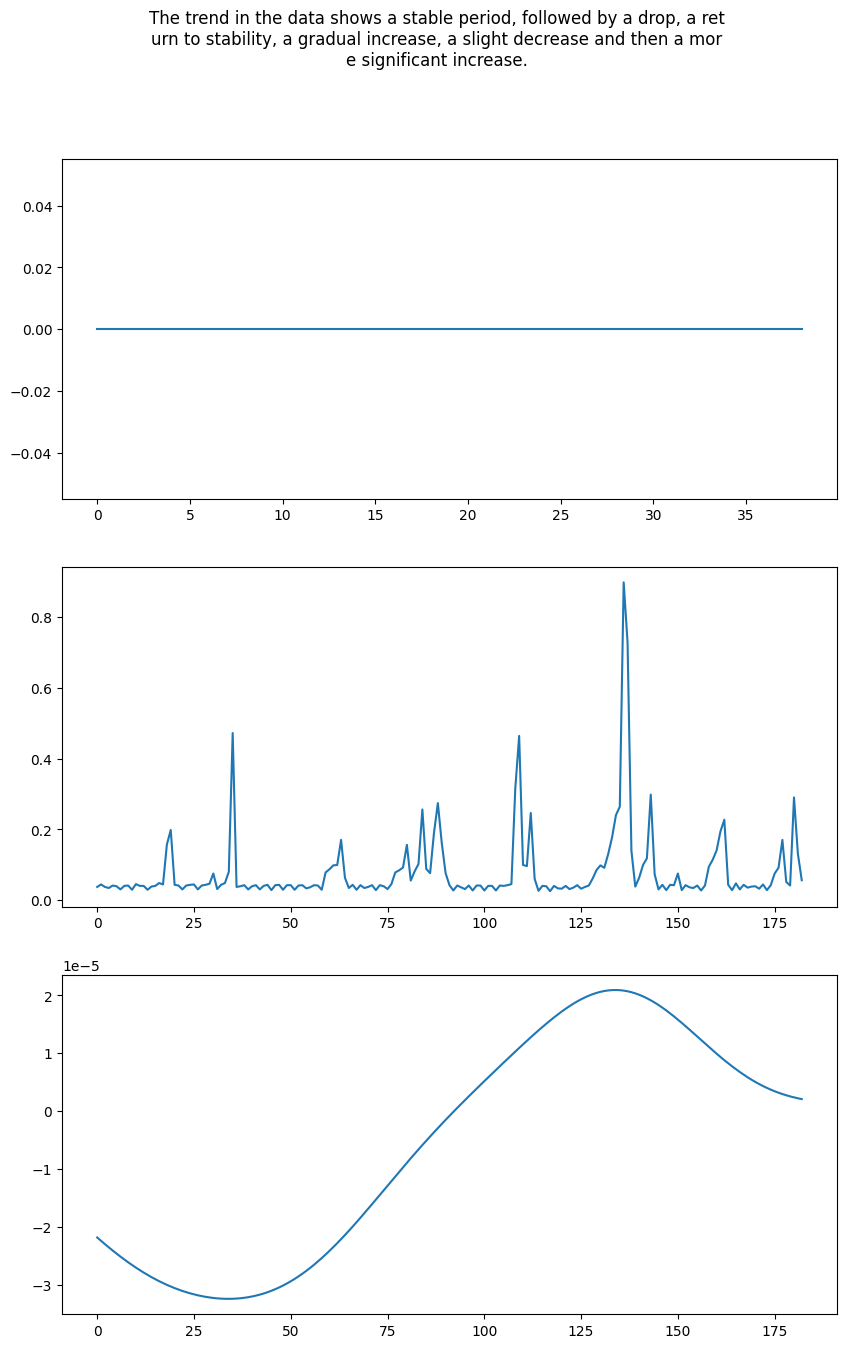 The trend in the data shows a stable period, followed by a drop, a ret
urn to stability, a gradual increase, a slight decrease and then a mor
e significant increase.
0.04
0.02
0.00
−0.02
−0.04
0 5 10 15 20 25 30 35
0.8
0.6
0.4
0.2
0.0
0 25 50 75 100 125 150 175
1e−5
2
1
0
−1
−2
−3
0 25 50 75 100 125 150 175